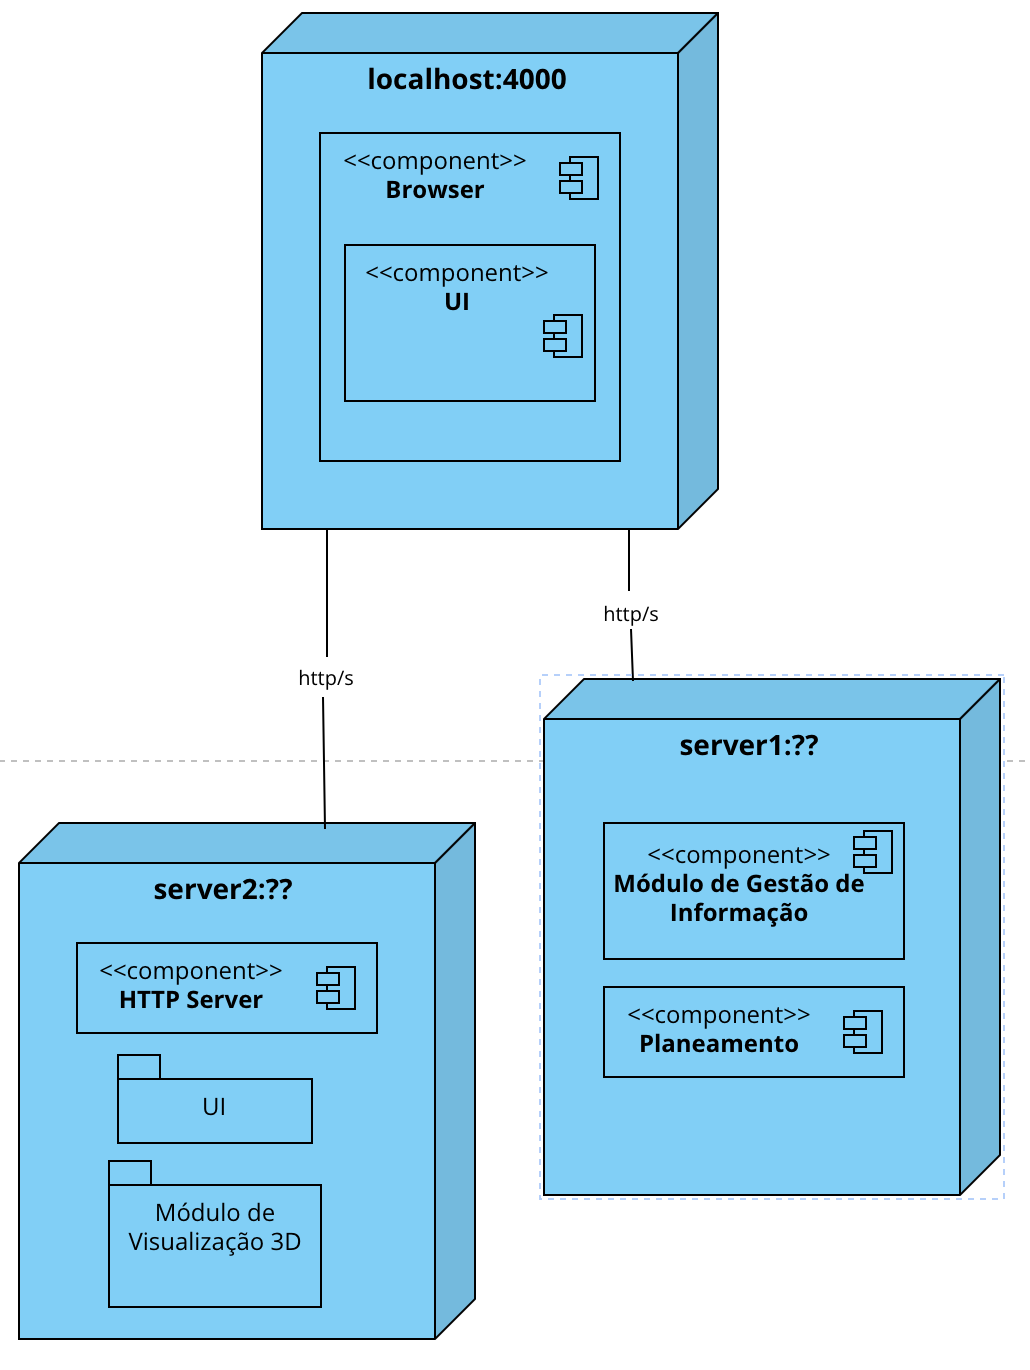 localhost:4000
<<component>>
Browser
<<component>>
UI
http/s
http/s
server1:??
<<component>>
Módulo de Gestão de
Informação
<<component>>
Planeamento
server2:??
<<component>>
HTTP Server
UI
Módulo de
Visualização 3D